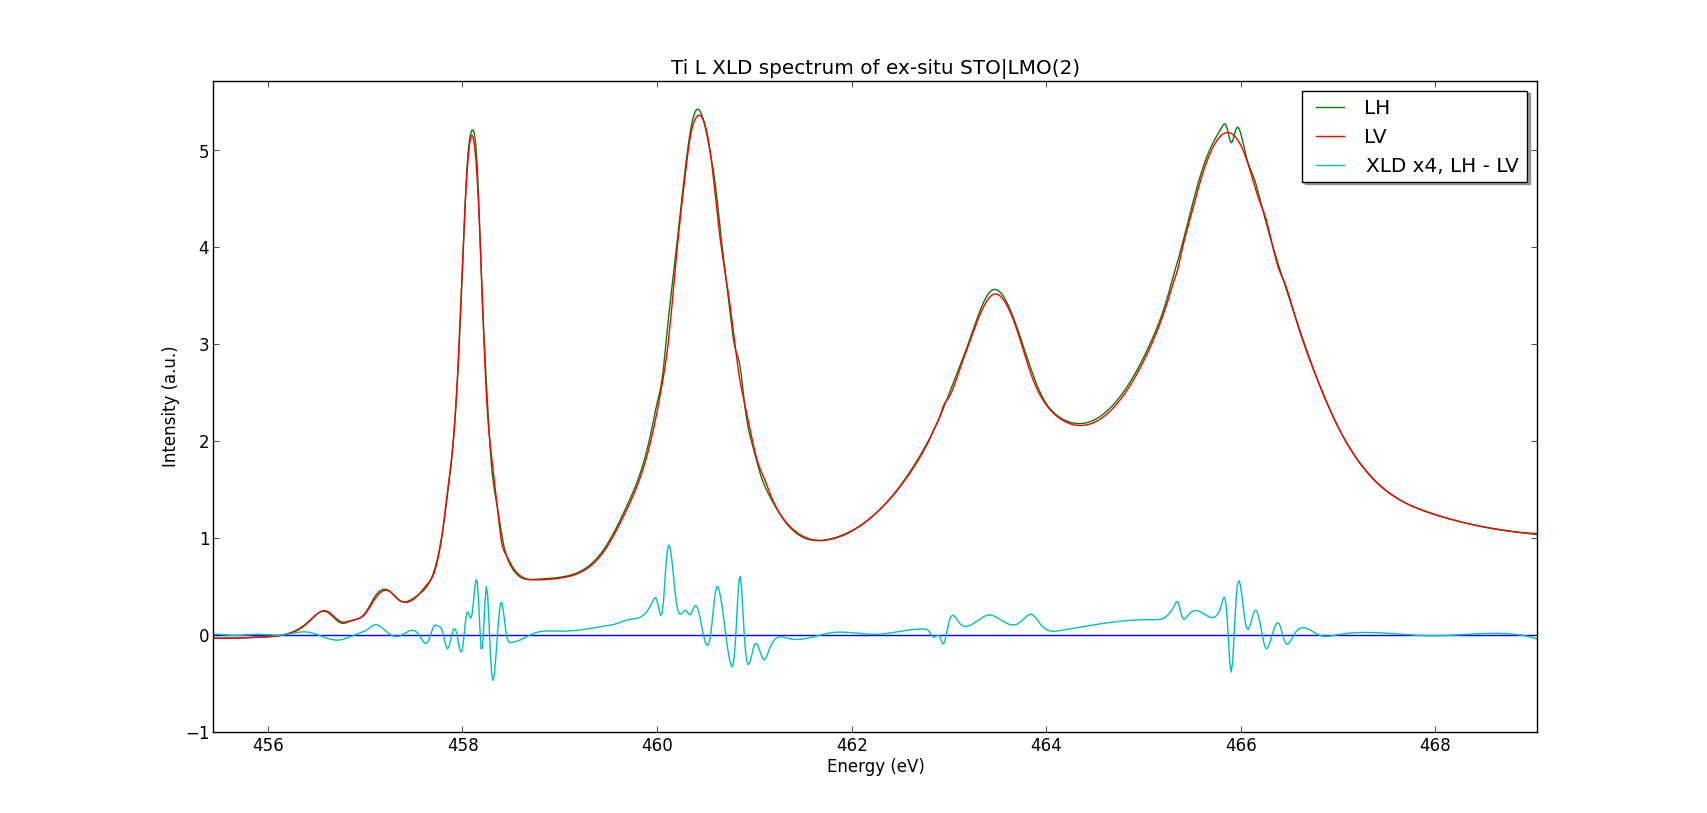 Ti L XLD spectrum of ex-situ STO|LMO(2)
LH
LV
XLD x4, LH - LV
5
4
3
2
1
0
−1
Intensity (a.u.)
456 458 460 462 464 466 468
Energy (eV)